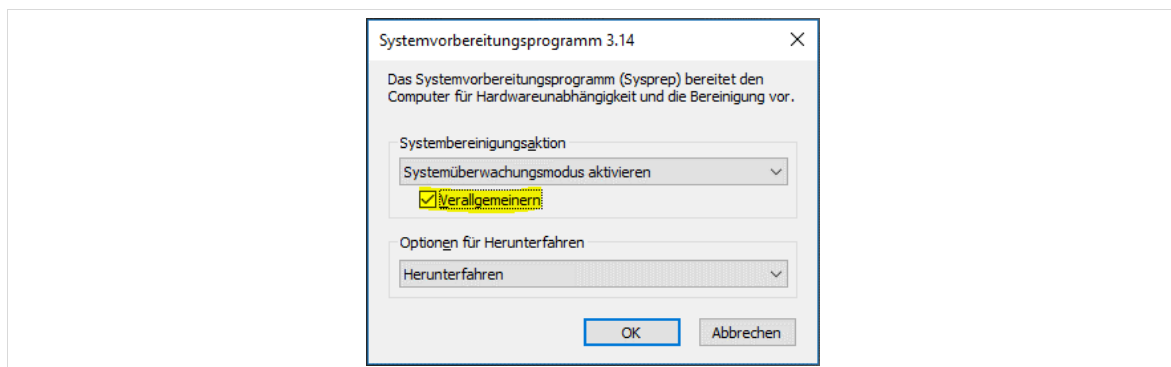 Systemvorbereitungsprogramm 3.14
Das Systemvorbereitungsprogramm (Sysprep) bereitet den
Computer für Hardwareunabhängigkeit und die Bereinigung vor.
Systembereinigungsaktion
Systemüberwachungsmodus aktivieren
Verallgemeinern
Optionen für Herunterfahren
Herunterfahren
OK Abbrechen